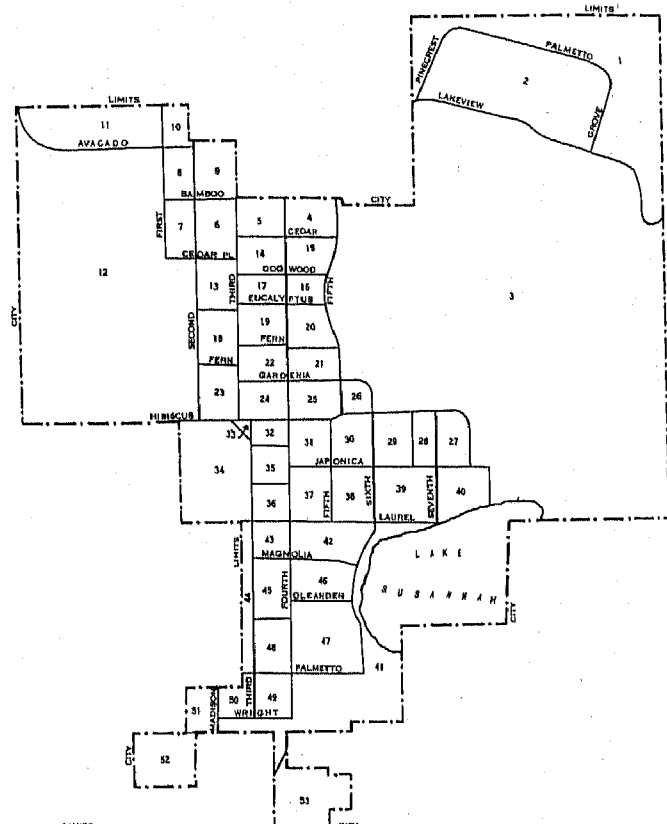 LIMITS
PINECREST
PALMETTO
1
2
LAKEVIEW
GROVE
LIMITS
11
10
AVACADO
8
9
BAMBOO
CITY
7
6
5
4
CEDAR
FIRST
CEDAR PL
14
15
DOGWOOD
12
3
CITY
13
THIRD
17
16
EUCALYPTUS
FIFTH
SECOND
19
20
18
FERN
FERN
22
21
GARDENIA
23
24
25
26
HIBISCUS
33
32
31
30
29
28
27
34
35
JAPONICA
36
37
FIFTH
38
SIXTH
39
SEVENTH
40
LAUREL
43
42
MAGNOLIA
LAKE
SUSANNAH
LIMITS
44
45
FOURTH
46
OLEANDER
CITY
48
47
PALMETTO
41
51
MADISON
50
THIRD
49
WRIGHT
CITY
52
53
LIMITS
CITY